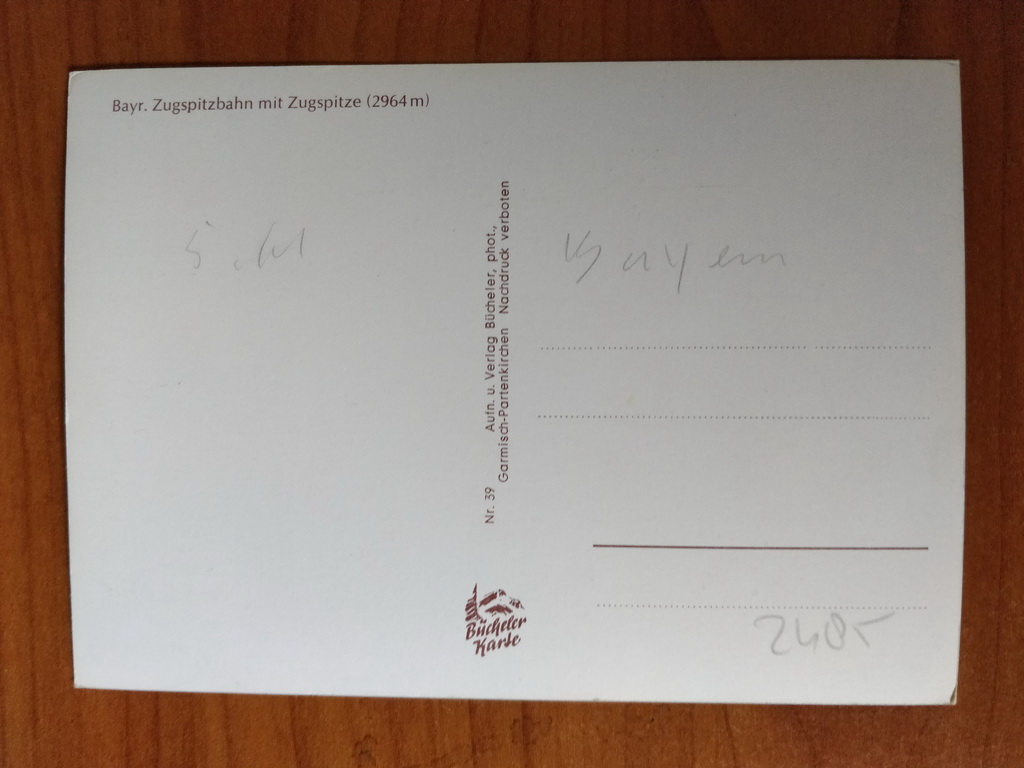 Bayr. Zugspitzbahn mit Zugspitze (2964 m)
Nr. 39 Aufn. u. Verlag Bücheler, phot.,
Garmisch-Partenkirchen Nachdruck verboten
Bücheler
Karte
Bayern
2485